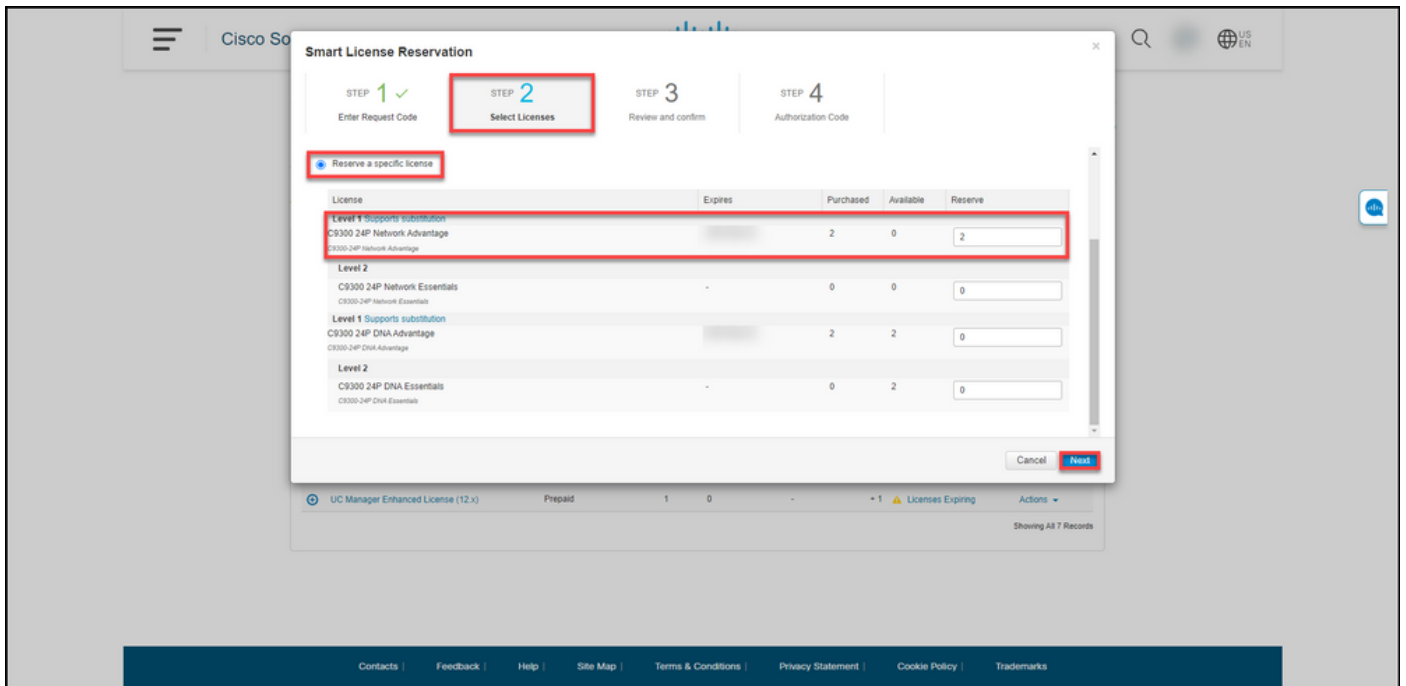 Cisco So
US
EN
Smart License Reservation
×
STEP 1 ✓
Enter Request Code
STEP 2
Select Licenses
STEP 3
Review and confirm
STEP 4
Authorization Code
Reserve a specific license
License Expires Purchased Available Reserve
Level 1 Supports substitution
C9300 24P Network Advantage 2 0 2
C9300-24P Network Advantage
Level 2
C9300 24P Network Essentials - 0 0 0
C9300-24P Network Essentials
Level 1 Supports substitution
C9300 24P DNA Advantage 2 2 0
C9300-24P DNA Advantage
Level 2
C9300 24P DNA Essentials - 0 2 0
C9300-24P DNA Essentials
Cancel Next
UC Manager Enhanced License (12.x) Prepaid 1 0 - + 1 Licenses Expiring Actions
Showing All 7 Records
Contacts | Feedback | Help | Site Map | Terms & Conditions | Privacy Statement | Cookie Policy | Trademarks